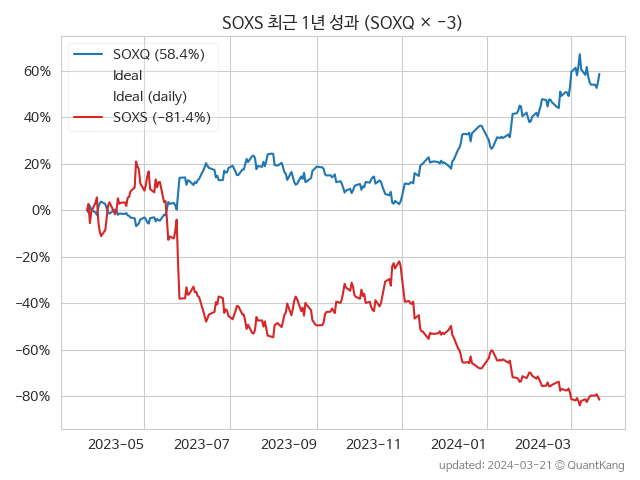 SOXS 최근 1년 성과 (SOXQ × −3)
SOXQ (58.4%)
Ideal
Ideal (daily)
SOXS (−81.4%)
60%
40%
20%
0%
−20%
−40%
−60%
−80%
2023-05 2023-07 2023-09 2023-11 2024-01 2024-03
updated: 2024-03-21 © QuantKang